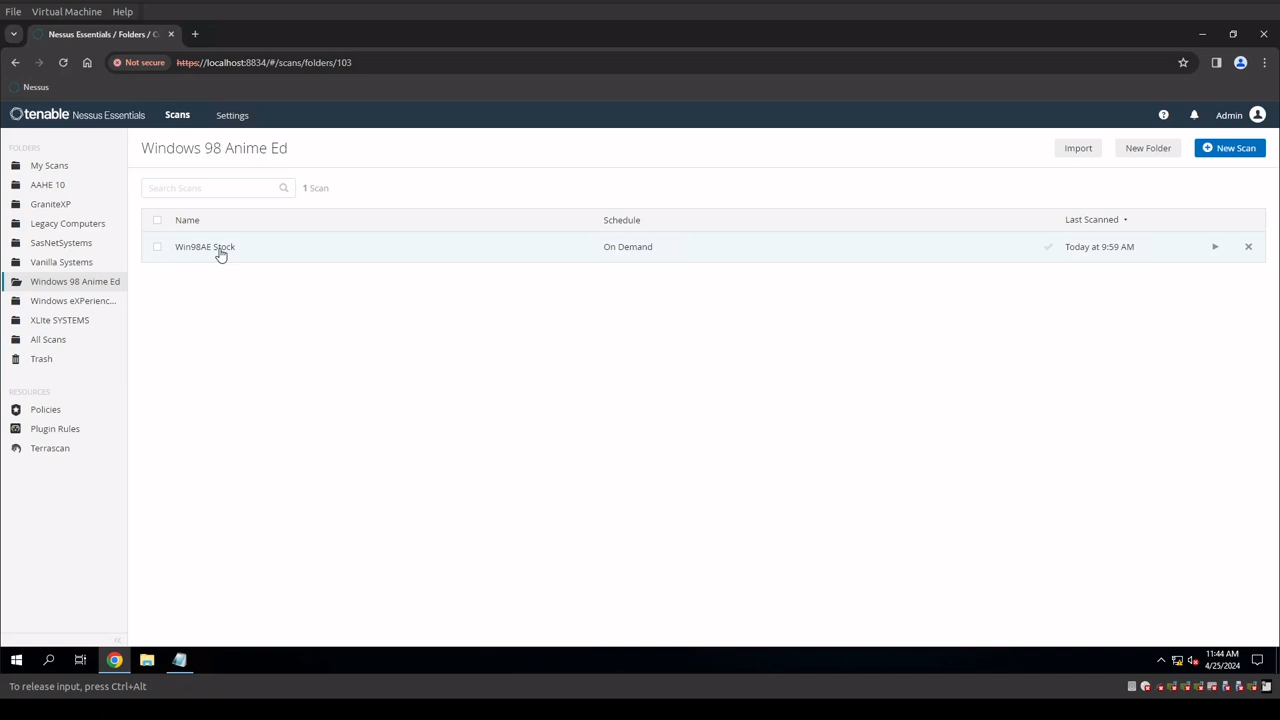 File Virtual Machine Help
Nessus Essentials / Folders / C
Not secure https://localhost:8834/#/scans/folders/103
Nessus
tenable Nessus Essentials Scans Settings Admin
FOLDERS
My Scans
AAHE 10
GraniteXP
Legacy Computers
SasNetSystems
Vanilla Systems
Windows 98 Anime Ed
Windows eXPerienc...
XLIte SYSTEMS
All Scans
Trash
RESOURCES
Policies
Plugin Rules
Terrascan
Windows 98 Anime Ed
Import New Folder New Scan
Search Scans 1 Scan
Name Schedule Last Scanned
Win98AE Stock On Demand Today at 9:59 AM
11:44 AM
4/25/2024
To release input, press Ctrl+Alt